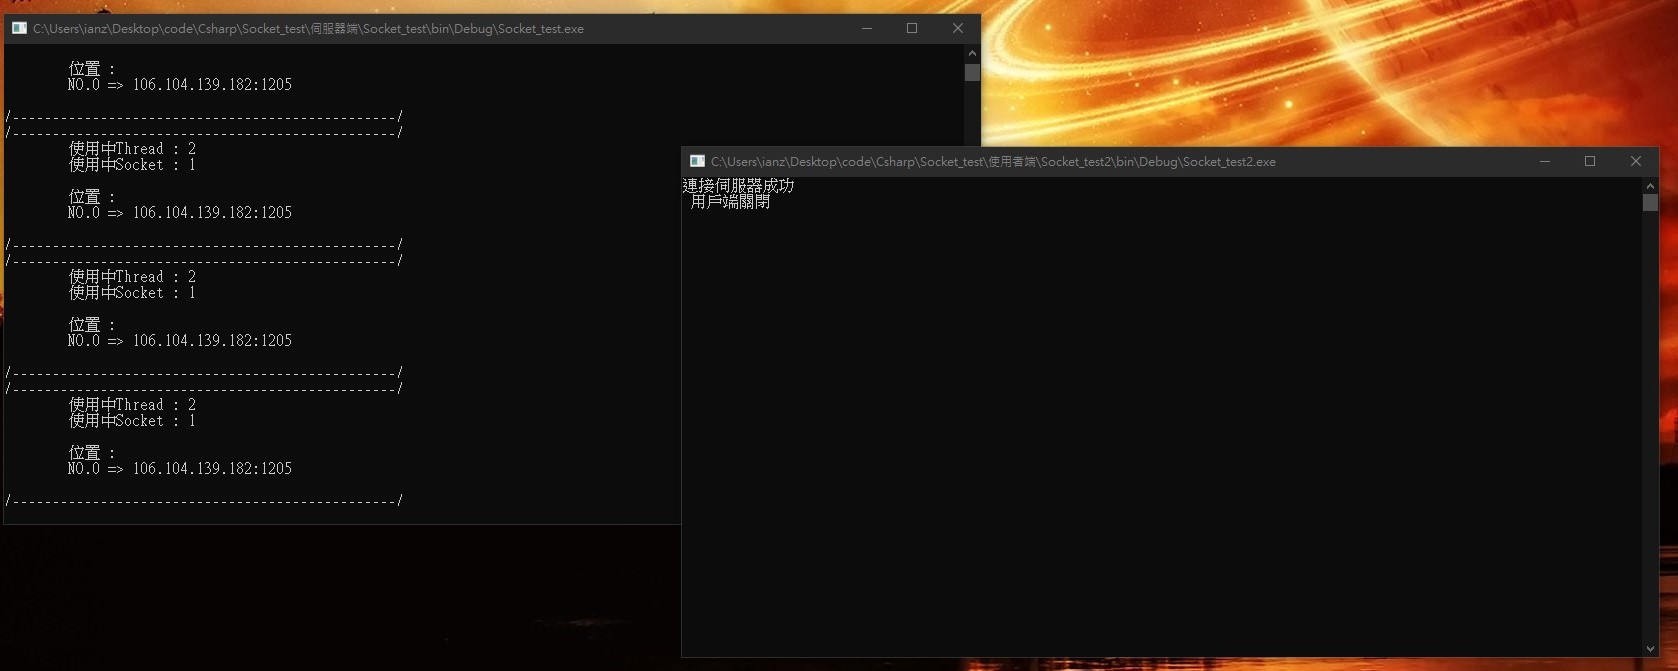 C:\Users\ianz\Desktop\code\Csharp\Socket_test\伺服器端\Socket_test\bin\Debug\Socket_test.exe
位置 :
NO.0 => 106.104.139.182:1205
/------------------------------------------------/
/------------------------------------------------/
使用中Thread : 2
使用中Socket : 1
位置 :
NO.0 => 106.104.139.182:1205
/------------------------------------------------/
/------------------------------------------------/
使用中Thread : 2
使用中Socket : 1
位置 :
NO.0 => 106.104.139.182:1205
/------------------------------------------------/
/------------------------------------------------/
使用中Thread : 2
使用中Socket : 1
位置 :
NO.0 => 106.104.139.182:1205
/------------------------------------------------/
C:\Users\ianz\Desktop\code\Csharp\Socket_test\使用者端\Socket_test2\bin\Debug\Socket_test2.exe
連接伺服器成功
用戶端關閉